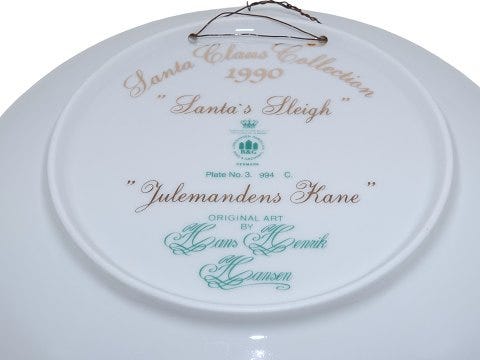 Santa Claus Collection
1990
"Santa's Sleigh"
B&G
DENMARK
Plate No. 3. 994 C.
"Julemandens Kane"
ORIGINAL ART
BY
Hans Henrik
Hansen